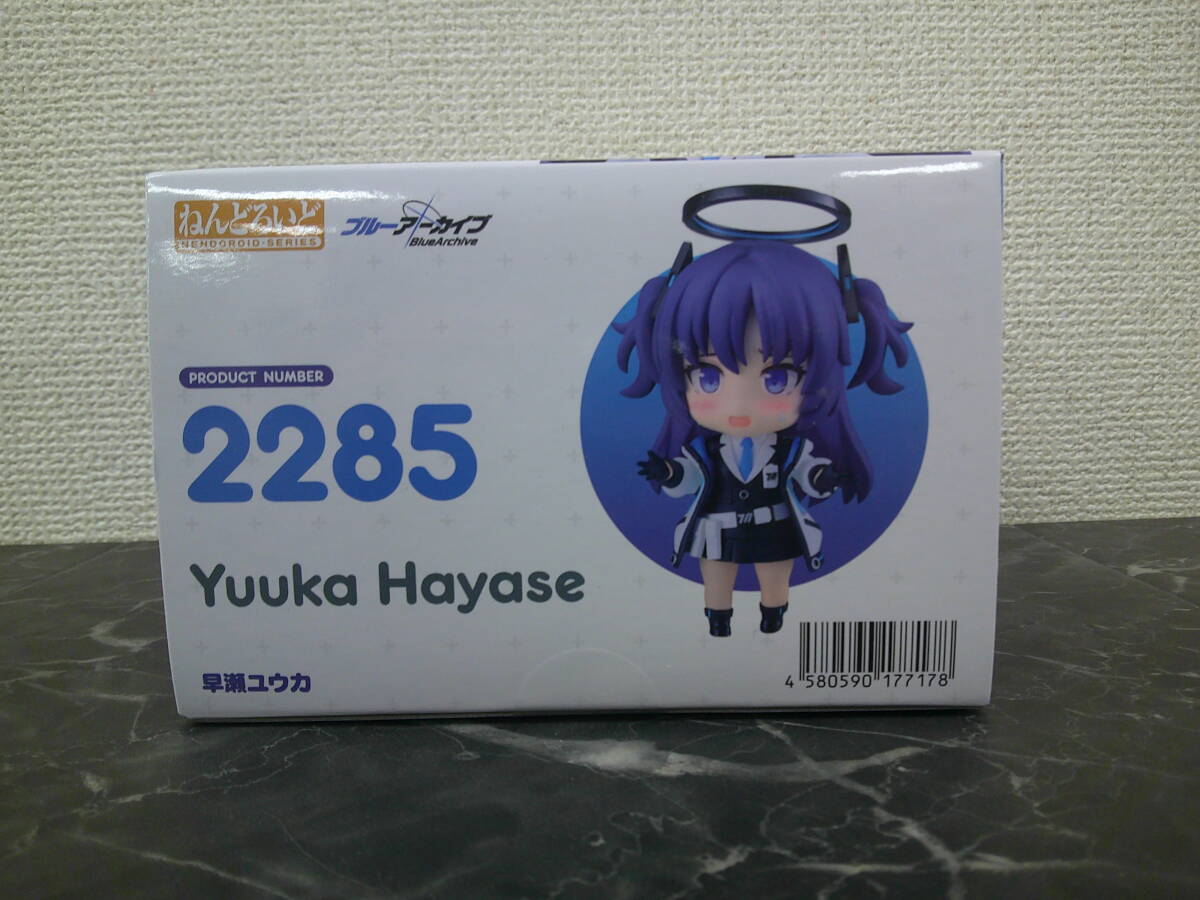 ねんどろいど
NENDOROID-SERIES
ブルーアーカイブ
BlueArchive
PRODUCT NUMBER
2285
Yuuka Hayase
早瀬ユウカ
4 580590 177178